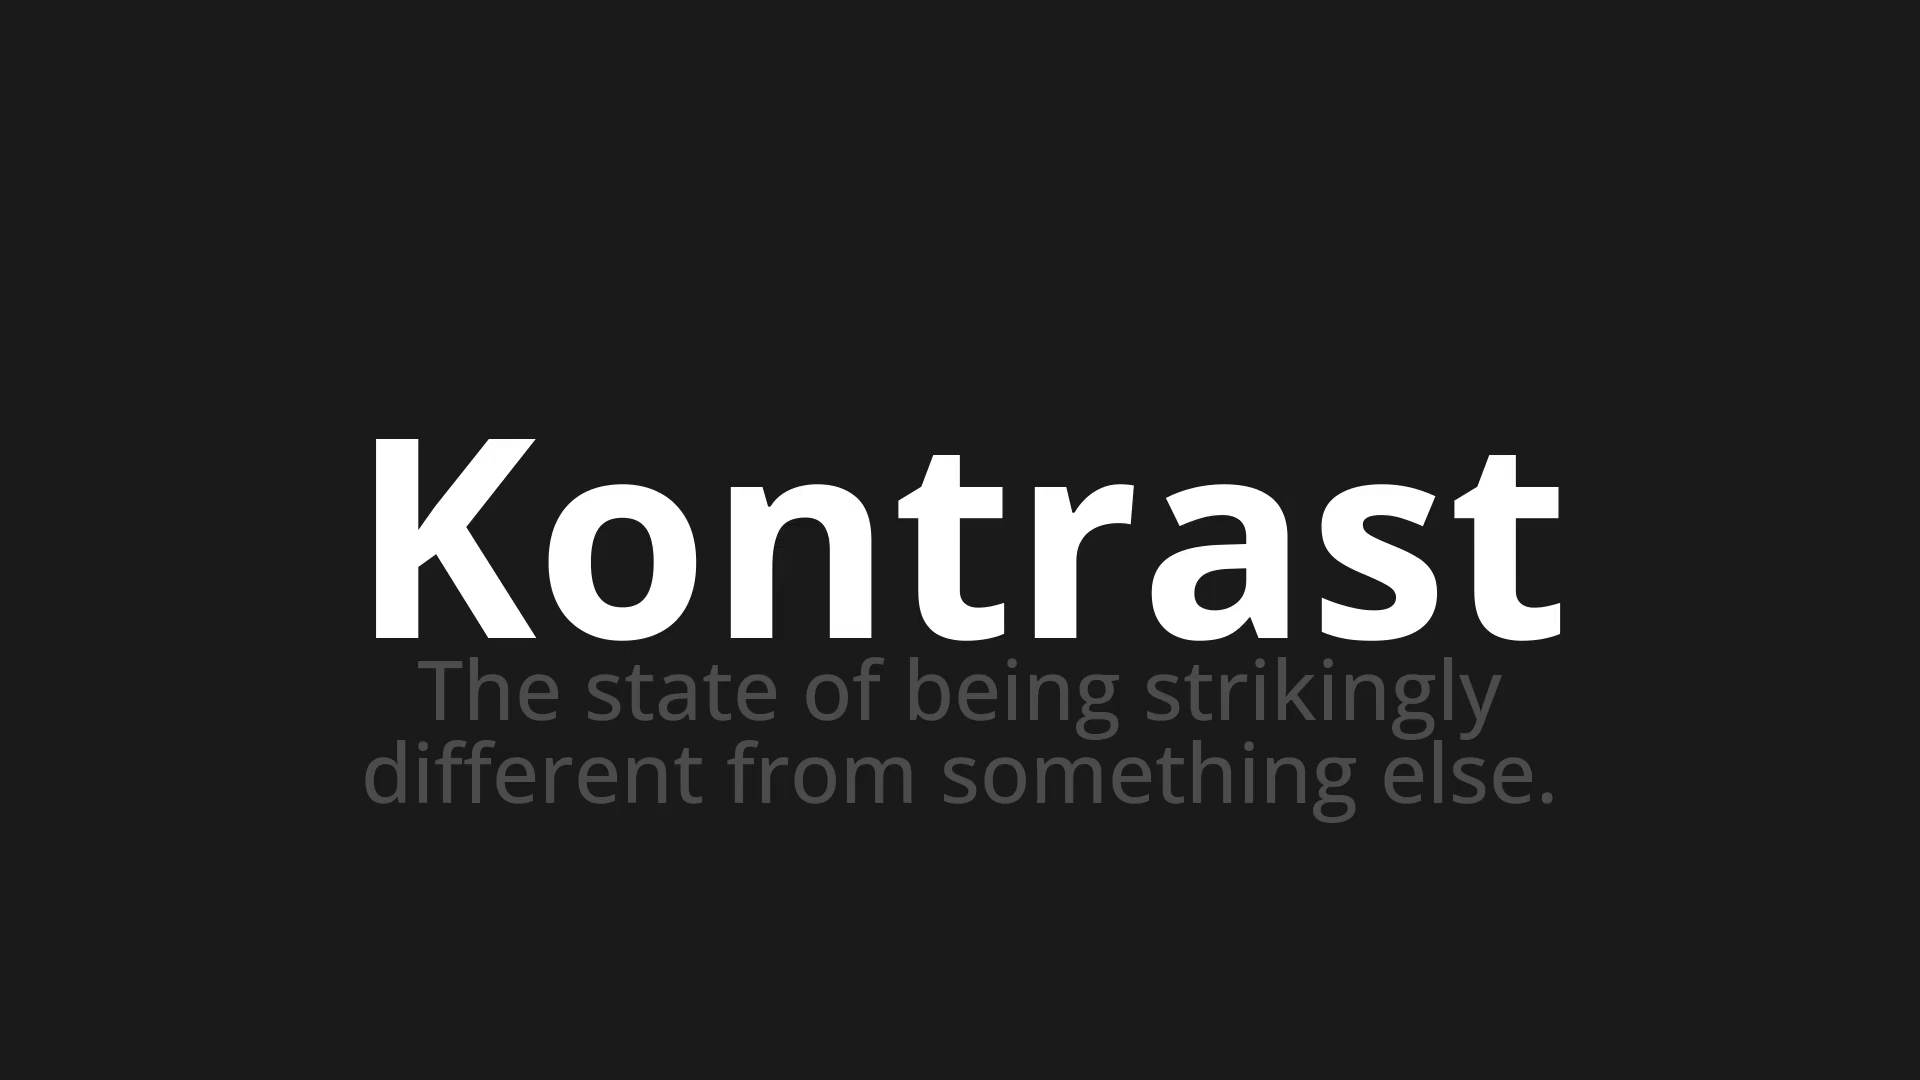 Kontrast
The state of being strikingly
different from something else.